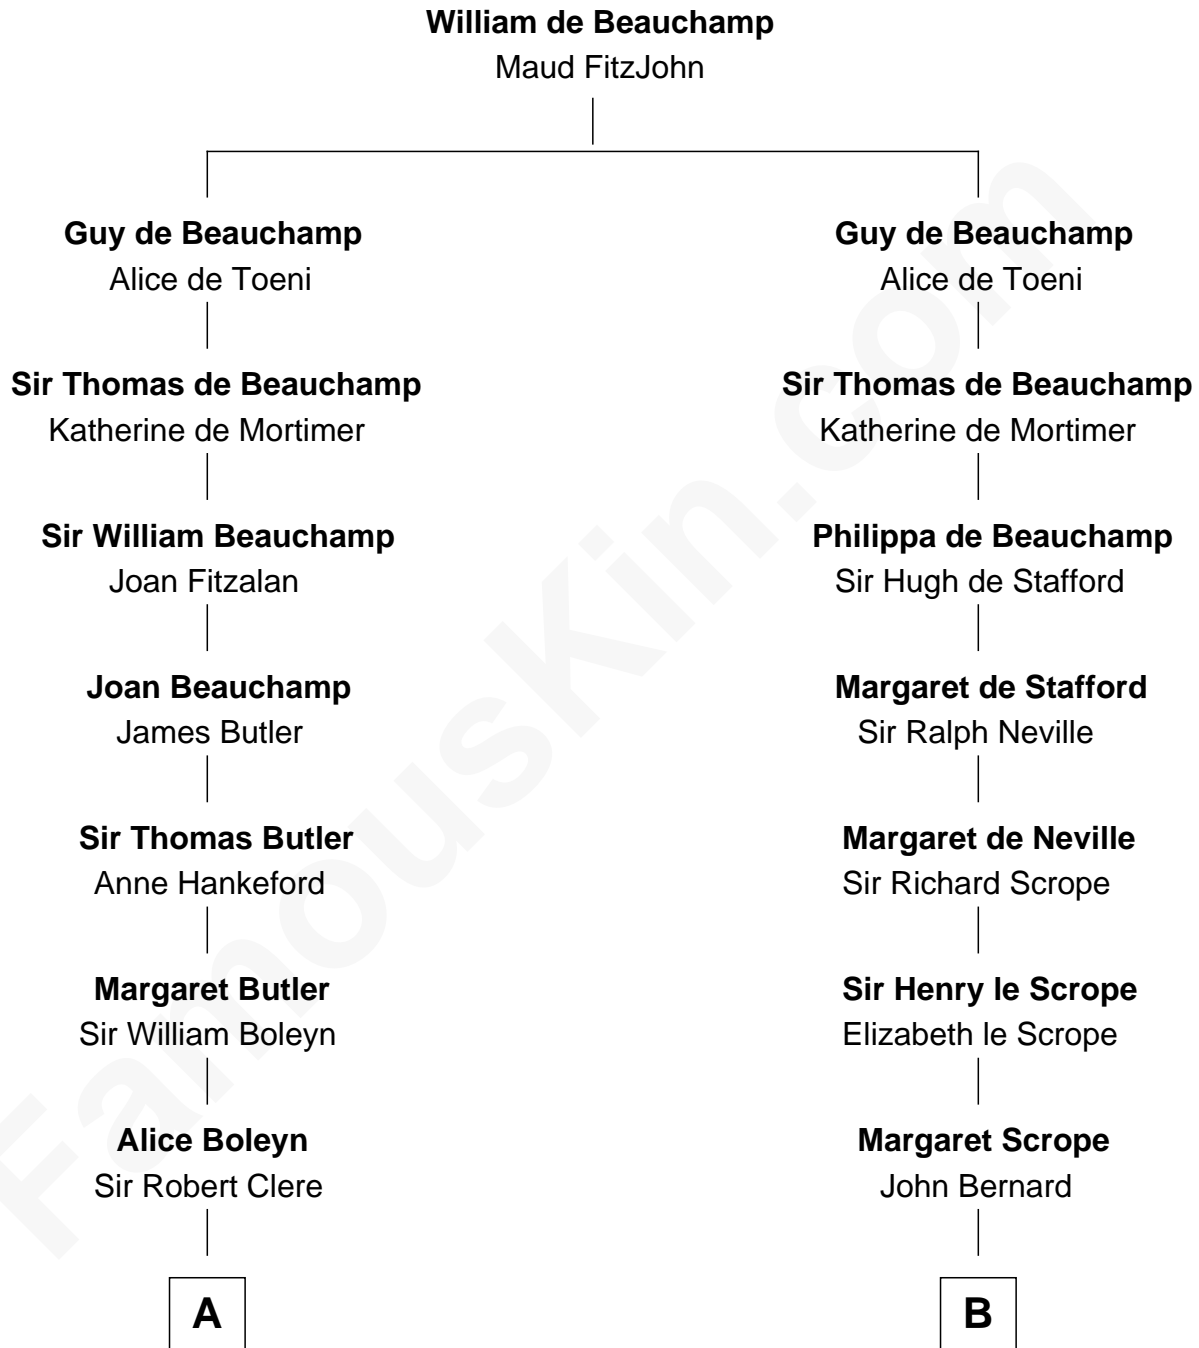 William de Beauchamp
Maud FitzJohn
Guy de Beauchamp
Alice de Toeni
Sir Thomas de Beauchamp
Katherine de Mortimer
Sir William Beauchamp
Joan Fitzalan
Joan Beauchamp
James Butler
Sir Thomas Butler
Anne Hankeford
Margaret Butler
Sir William Boleyn
Alice Boleyn
Sir Robert Clere
A
Guy de Beauchamp
Alice de Toeni
Sir Thomas de Beauchamp
Katherine de Mortimer
Philippa de Beauchamp
Sir Hugh de Stafford
Margaret de Stafford
Sir Ralph Neville
Margaret de Neville
Sir Richard Scrope
Sir Henry le Scrope
Elizabeth le Scrope
Margaret Scrope
John Bernard
B
FamousKin.com